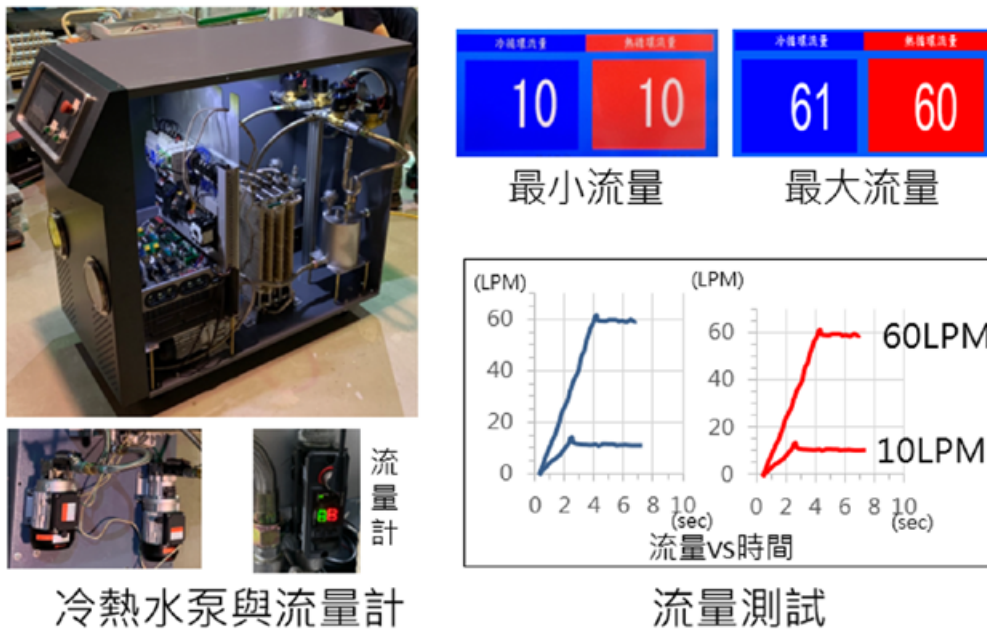 冷循環流量 熱循環流量
10 10
最小流量
冷循環流量 熱循環流量
61 60
最大流量
流量計
冷熱水泵與流量計
(LPM)
60
40
20
0
0 2 4 6 8 10
(sec)
(LPM)
60
40
20
0
0 2 4 6 8 10
(sec)
60LPM
10LPM
流量vs時間
流量測試